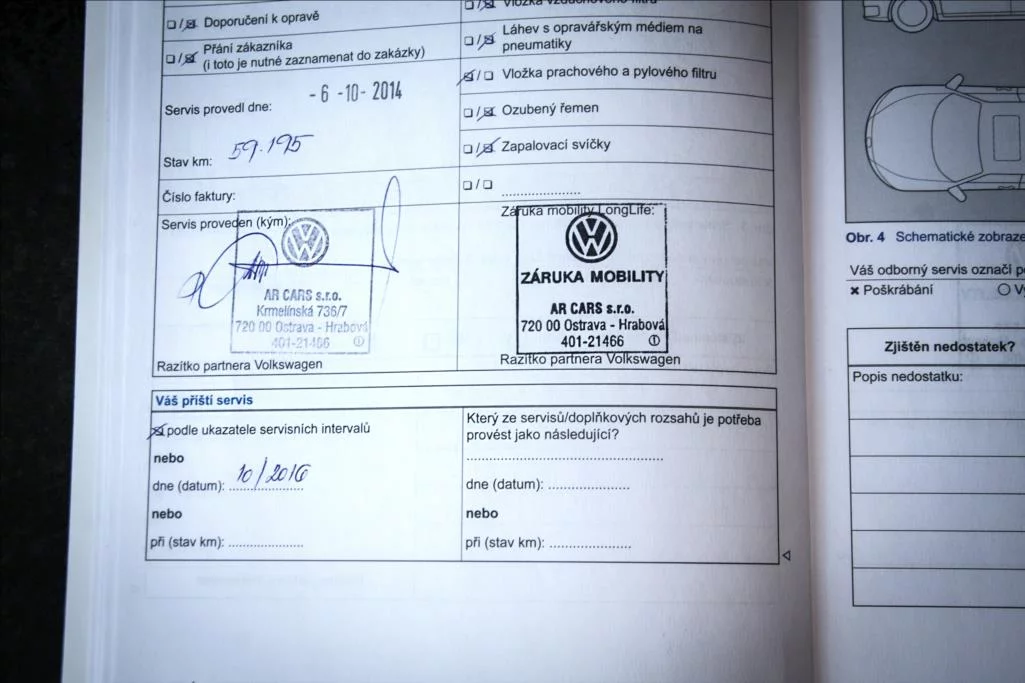 Doporučení k opravě
Přání zákazníka
(i toto je nutné zaznamenat do zakázky)
Servis provedl dne:
- 6 -10- 2014
Stav km:
59.195
Číslo faktury:
Servis proveden (kým):
AR CARS s.r.o.
Krmelínská 736/7
720 00 Ostrava - Hrabová
401-21466 ①
Razítko partnera Volkswagen
Vložka vzduchového filtru
Láhev s opravářským médiem na
pneumatiky
Vložka prachového a pylového filtru
Ozubený řemen
Zapalovací svíčky
Záruka mobility LongLife:
ZÁRUKA MOBILITY
AR CARS s.r.o.
720 00 Ostrava - Hrabová
401-21466 ①
Razítko partnera Volkswagen
Váš příští servis
podle ukazatele servisních intervalů
nebo
dne (datum): 10/2016
nebo
při (stav km):
Který ze servisů/doplňkových rozsahů je potřeba
provést jako následující?
dne (datum):
nebo
při (stav km):
Obr. 4 Schematické zobraze
Váš odborný servis označí
× Poškrábání
Zjištěn nedostatek?
Popis nedostatku: